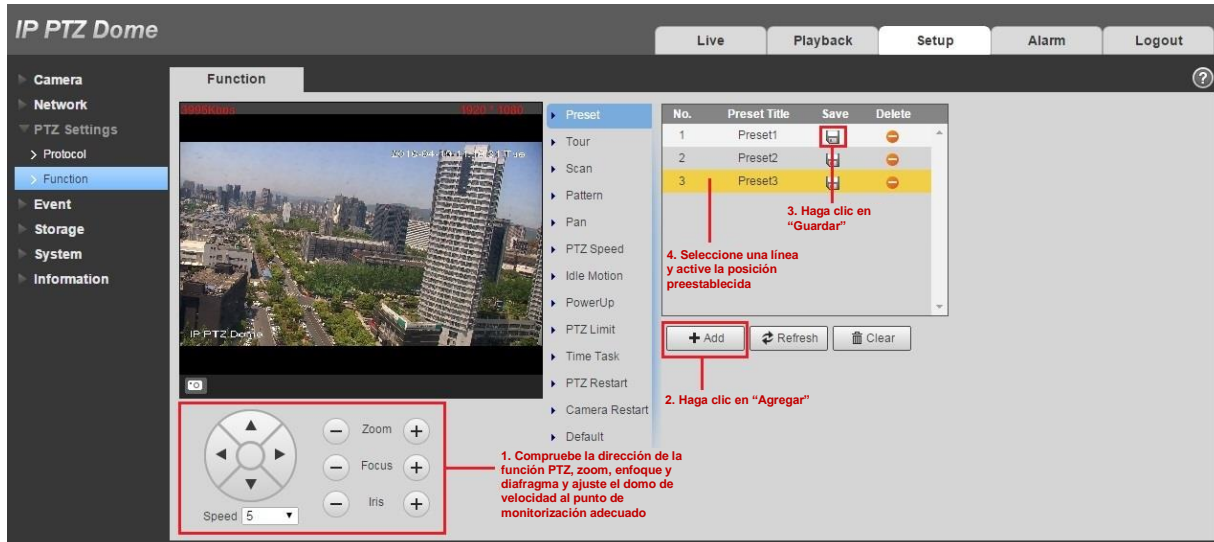 IP PTZ Dome
Live
Playback
Setup
Alarm
Logout
Camera
Network
PTZ Settings
Protocol
Function
Event
Storage
System
Information
Function
3995Kbps
1920 * 1080
IP PTZ Dome
Preset
Tour
Scan
Pattern
Pan
PTZ Speed
Idle Motion
PowerUp
PTZ Limit
Time Task
PTZ Restart
Camera Restart
Default
No. Preset Title Save Delete
1 Preset1
2 Preset2
3 Preset3
3. Haga clic en
“Guardar”
4. Seleccione una línea
y active la posición
preestablecida
Add
Refresh
Clear
2. Haga clic en “Agregar”
Zoom
Focus
Iris
Speed 5
1. Compruebe la dirección de la
función PTZ, zoom, enfoque y
diafragma y ajuste el domo de
velocidad al punto de
monitorización adecuado